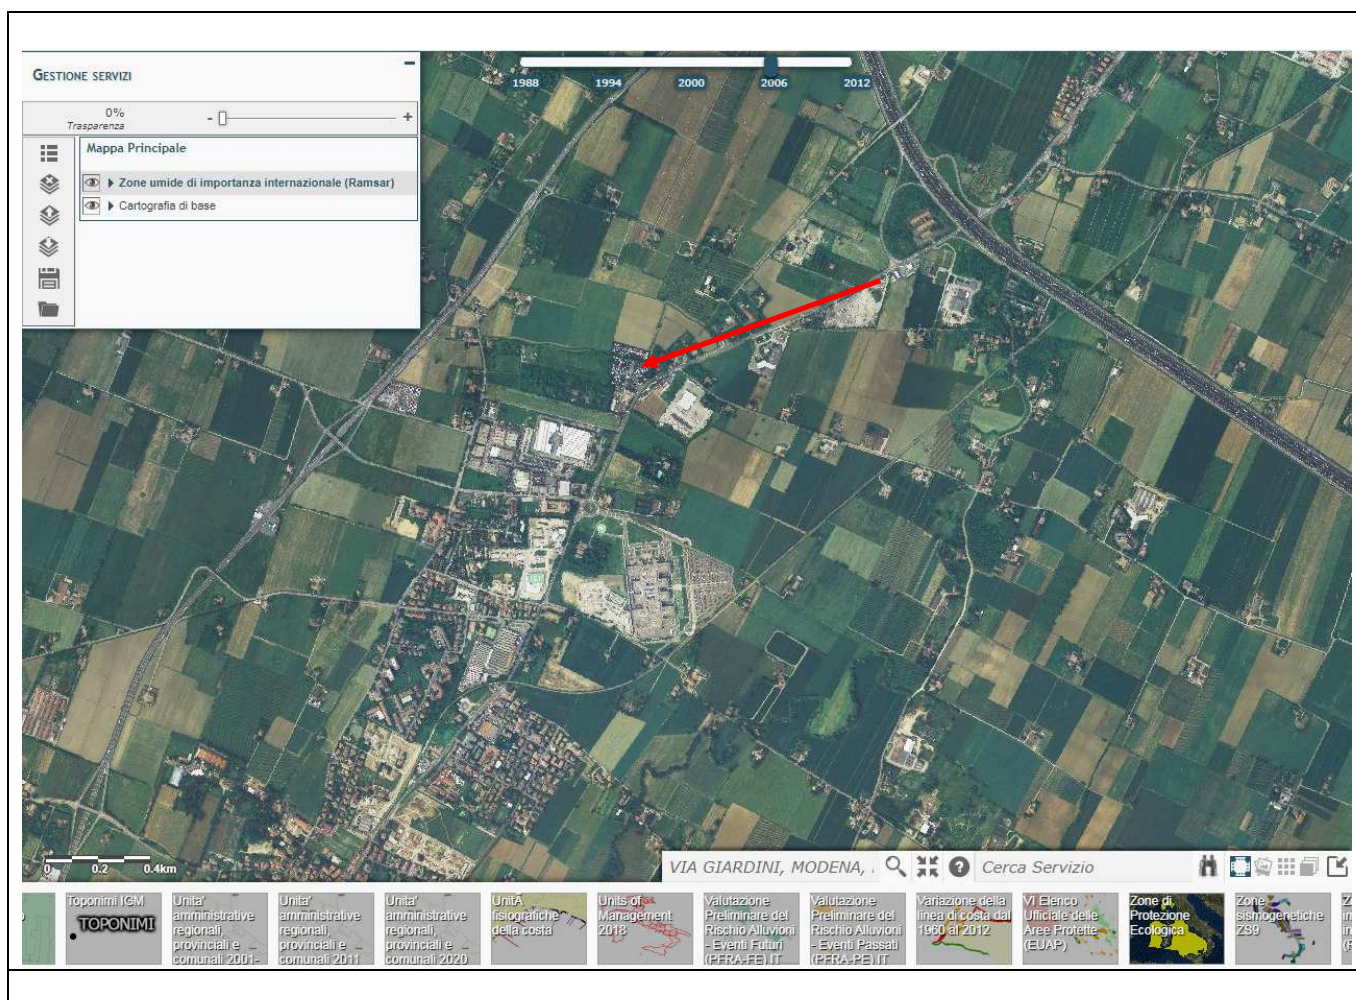 GESTIONE SERVIZI
0%
Trasparenza
-
+
Mappa Principale
Zone umide di importanza internazionale (Ramsar)
Cartografia di base
1988 1994 2000 2006 2012
0 0.2 0.4km
VIA GIARDINI, MODENA,
Cerca Servizio
Toponimi IGM
TOPONIMI
Unita'
amministrative
regionali,
provinciali e
comunali 2001-
Unita'
amministrative
regionali,
provinciali e
comunali 2011
Unita'
amministrative
regionali,
provinciali e
comunali 2020
UnitÃ
fisiografiche
della costa
Units of
Management
2018
Valutazione
Preliminare del
Rischio Alluvioni
- Eventi Futuri
(PFRA-FE) IT
Valutazione
Preliminare del
Rischio Alluvioni
- Eventi Passati
(PFRA-PE) IT
Variazione della
linea di costa dal
1960 al 2012
VI Elenco
Ufficiale delle
Aree Protette
(EUAP)
Zone di
Protezione
Ecologica
Zone
sismogenetiche
ZS9